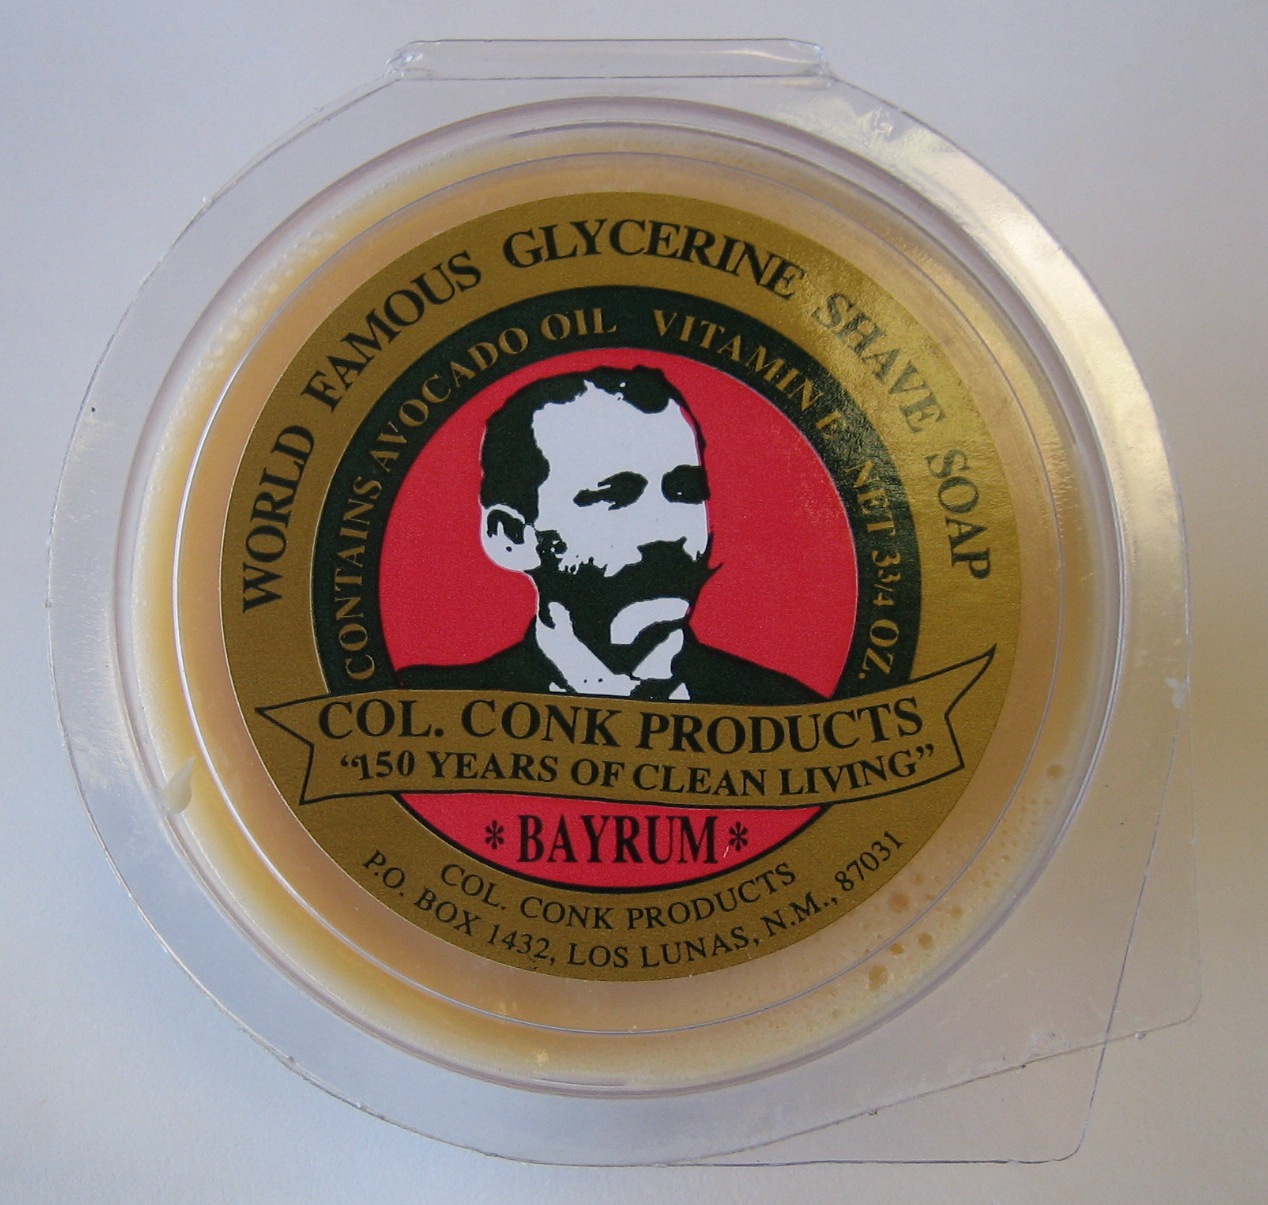 WORLD FAMOUS GLYCERINE SHAVE SOAP
CONTAINS AVOCADO OIL VITAMIN E NET 3 3/4 OZ.
COL. CONK PRODUCTS
“150 YEARS OF CLEAN LIVING”
* BAYRUM *
COL. CONK PRODUCTS
P.O. BOX 1432, LOS LUNAS, N.M., 87031